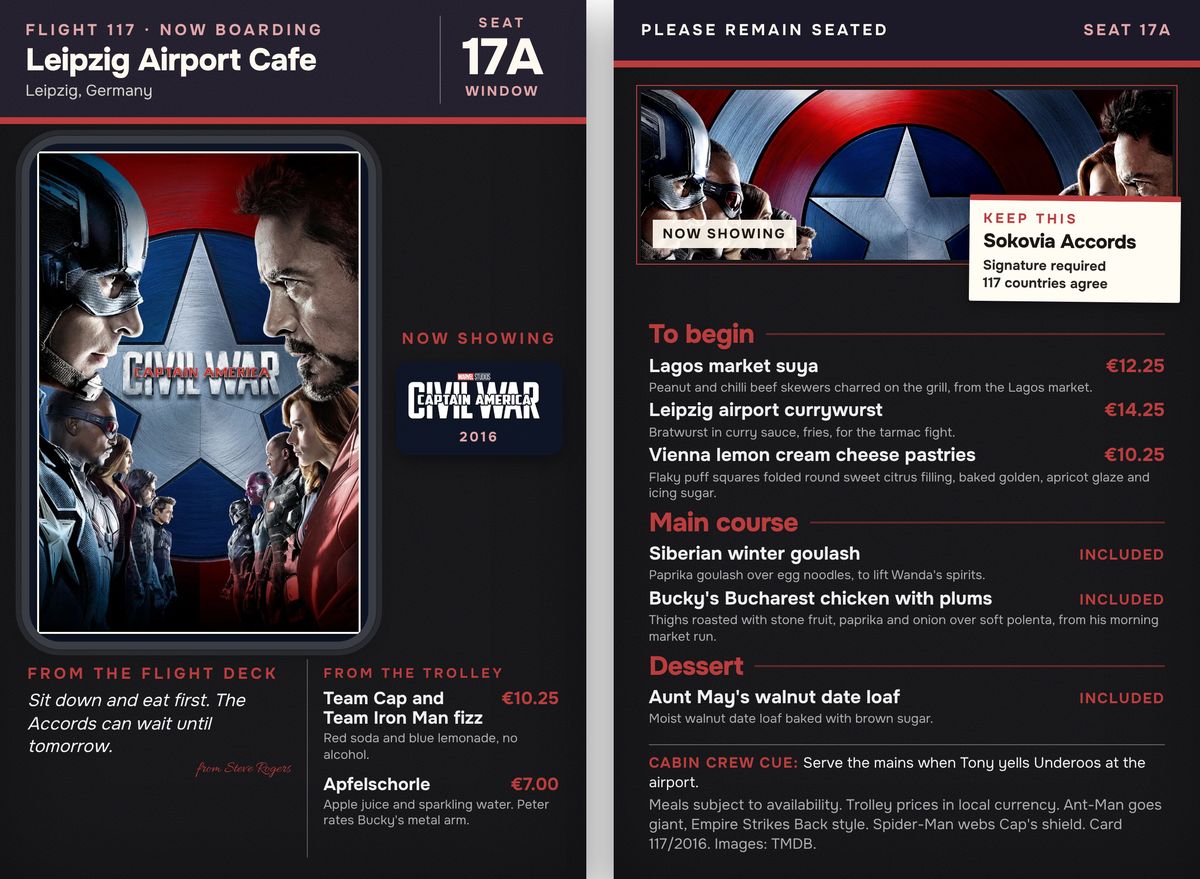 FLIGHT 117 · NOW BOARDING
Leipzig Airport Cafe
Leipzig, Germany
SEAT
17A
WINDOW
CIVIL WAR
CAPTAIN AMERICA
NOW SHOWING
MARVEL STUDIOS
CIVIL WAR
CAPTAIN AMERICA
2016
FROM THE FLIGHT DECK
Sit down and eat first. The
Accords can wait until
tomorrow.
from Steve Rogers
FROM THE TROLLEY
Team Cap and €10.25
Team Iron Man fizz
Red soda and blue lemonade, no
alcohol.
Apfelschorle €7.00
Apple juice and sparkling water. Peter
rates Bucky's metal arm.
PLEASE REMAIN SEATED
SEAT 17A
NOW SHOWING
KEEP THIS
Sokovia Accords
Signature required
117 countries agree
To begin
Lagos market suya €12.25
Peanut and chilli beef skewers charred on the grill, from the Lagos market.
Leipzig airport currywurst €14.25
Bratwurst in curry sauce, fries, for the tarmac fight.
Vienna lemon cream cheese pastries €10.25
Flaky puff squares folded round sweet citrus filling, baked golden, apricot glaze and
icing sugar.
Main course
Siberian winter goulash INCLUDED
Paprika goulash over egg noodles, to lift Wanda's spirits.
Bucky's Bucharest chicken with plums INCLUDED
Thighs roasted with stone fruit, paprika and onion over soft polenta, from his morning
market run.
Dessert
Aunt May's walnut date loaf INCLUDED
Moist walnut date loaf baked with brown sugar.
CABIN CREW CUE: Serve the mains when Tony yells Underoos at the
airport.
Meals subject to availability. Trolley prices in local currency. Ant-Man goes
giant, Empire Strikes Back style. Spider-Man webs Cap's shield. Card
117/2016. Images: TMDB.